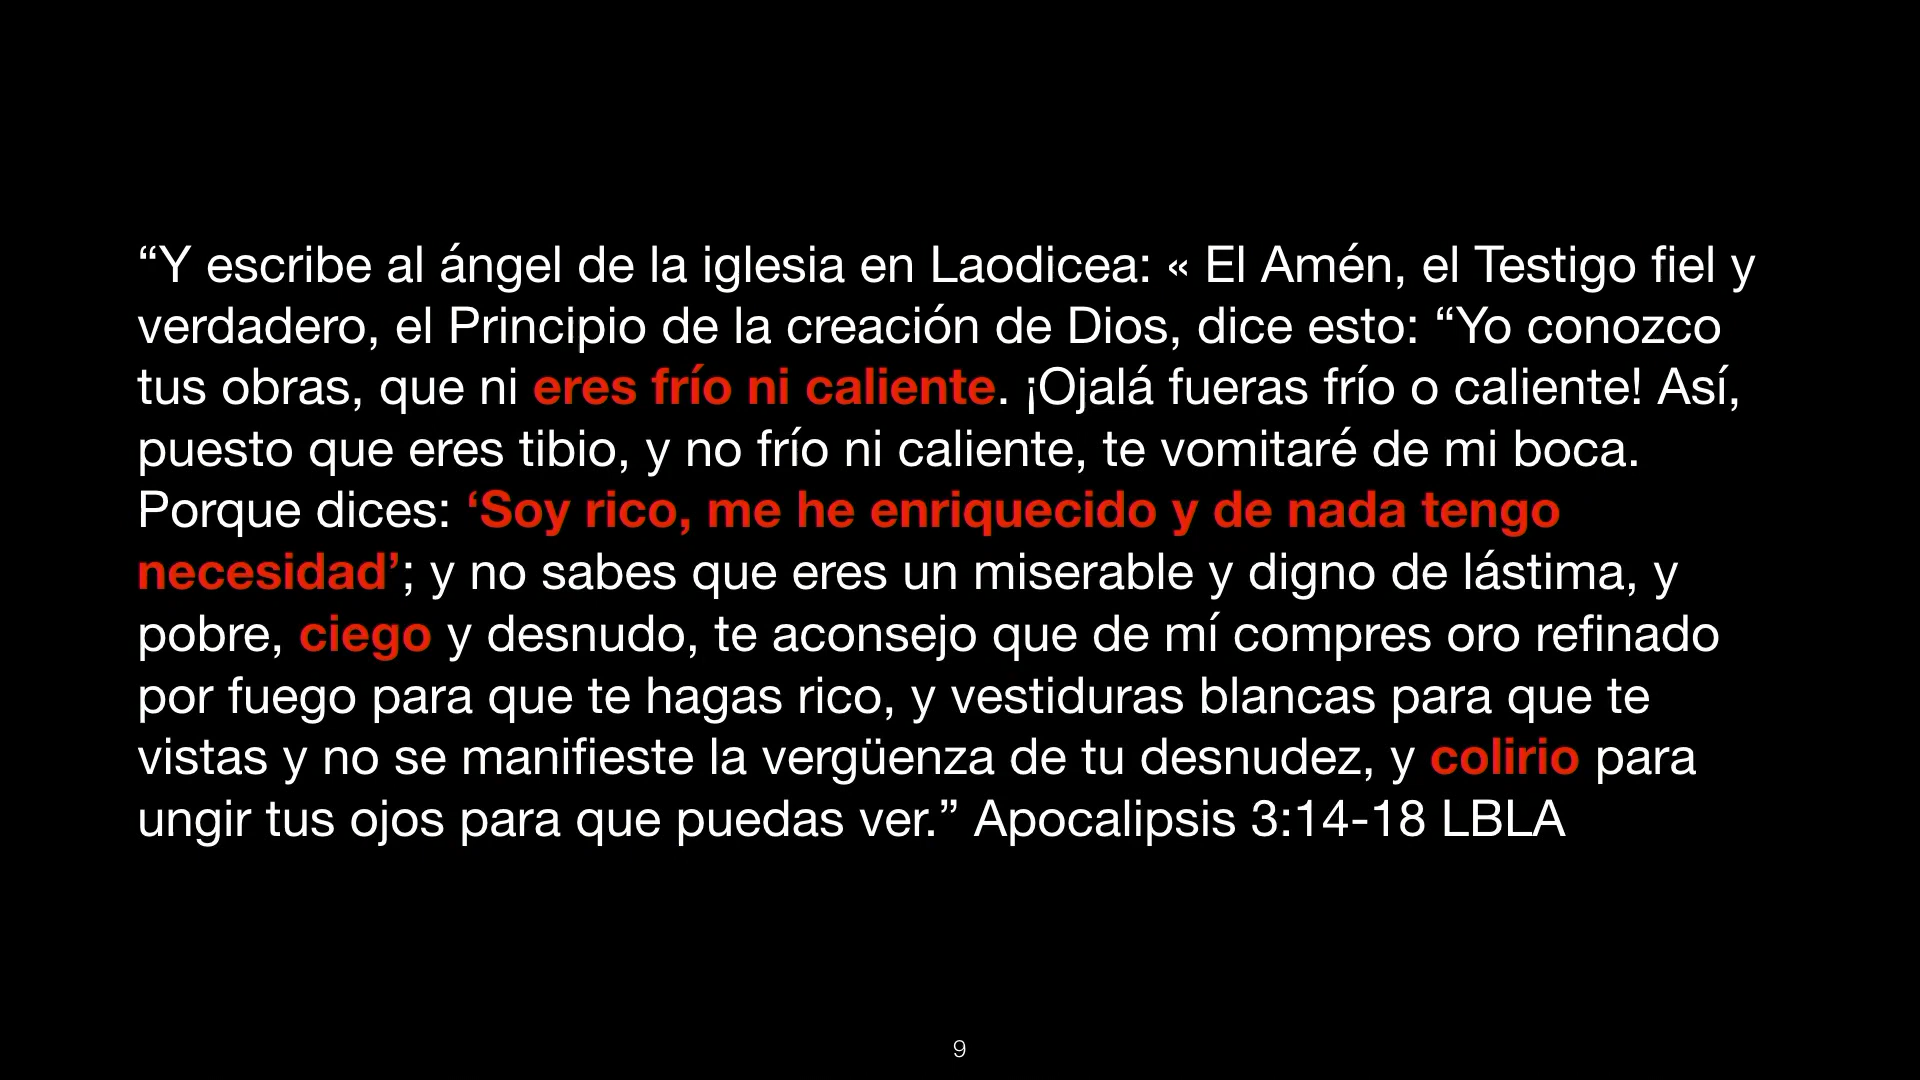 “Y escribe al ángel de la iglesia en Laodicea: « El Amén, el Testigo fiel y
verdadero, el Principio de la creación de Dios, dice esto: “Yo conozco
tus obras, que ni eres frío ni caliente. ¡Ojalá fueras frío o caliente! Así,
puesto que eres tibio, y no frío ni caliente, te vomitaré de mi boca.
Porque dices: ‘Soy rico, me he enriquecido y de nada tengo
necesidad’; y no sabes que eres un miserable y digno de lástima, y
pobre, ciego y desnudo, te aconsejo que de mí compres oro refinado
por fuego para que te hagas rico, y vestiduras blancas para que te
vistas y no se manifieste la vergüenza de tu desnudez, y colirio para
ungir tus ojos para que puedas ver.” Apocalipsis 3:14-18 LBLA
9